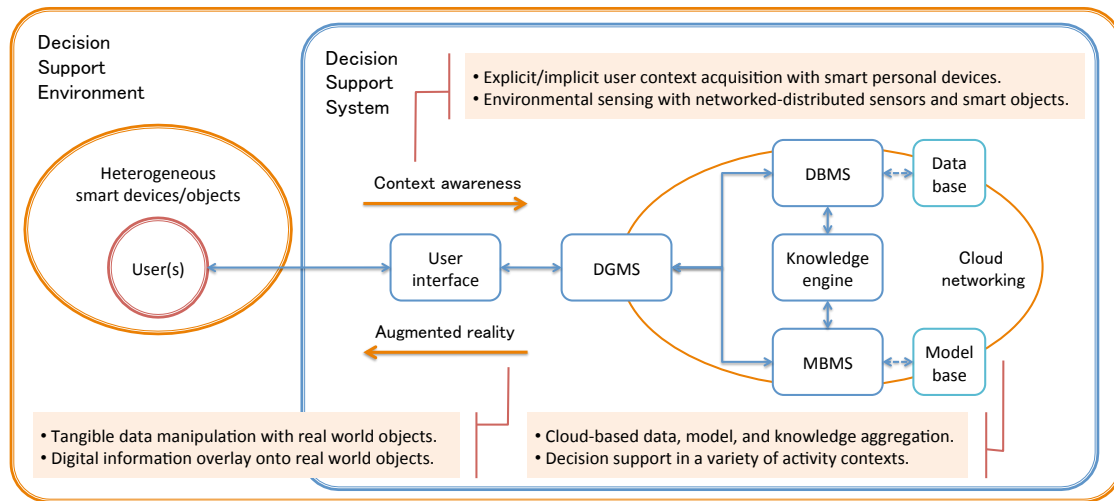 Decision
Support
Environment
Decision
Support
System
• Explicit/implicit user context acquisition with smart personal devices.
• Environmental sensing with networked-distributed sensors and smart objects.
Heterogeneous
smart devices/objects
User(s)
Context awareness
User
interface
Augmented reality
DGMS
DBMS
Data
base
Knowledge
engine
Cloud
networking
MBMS
Model
base
• Tangible data manipulation with real world objects.
• Digital information overlay onto real world objects.
• Cloud-based data, model, and knowledge aggregation.
• Decision support in a variety of activity contexts.